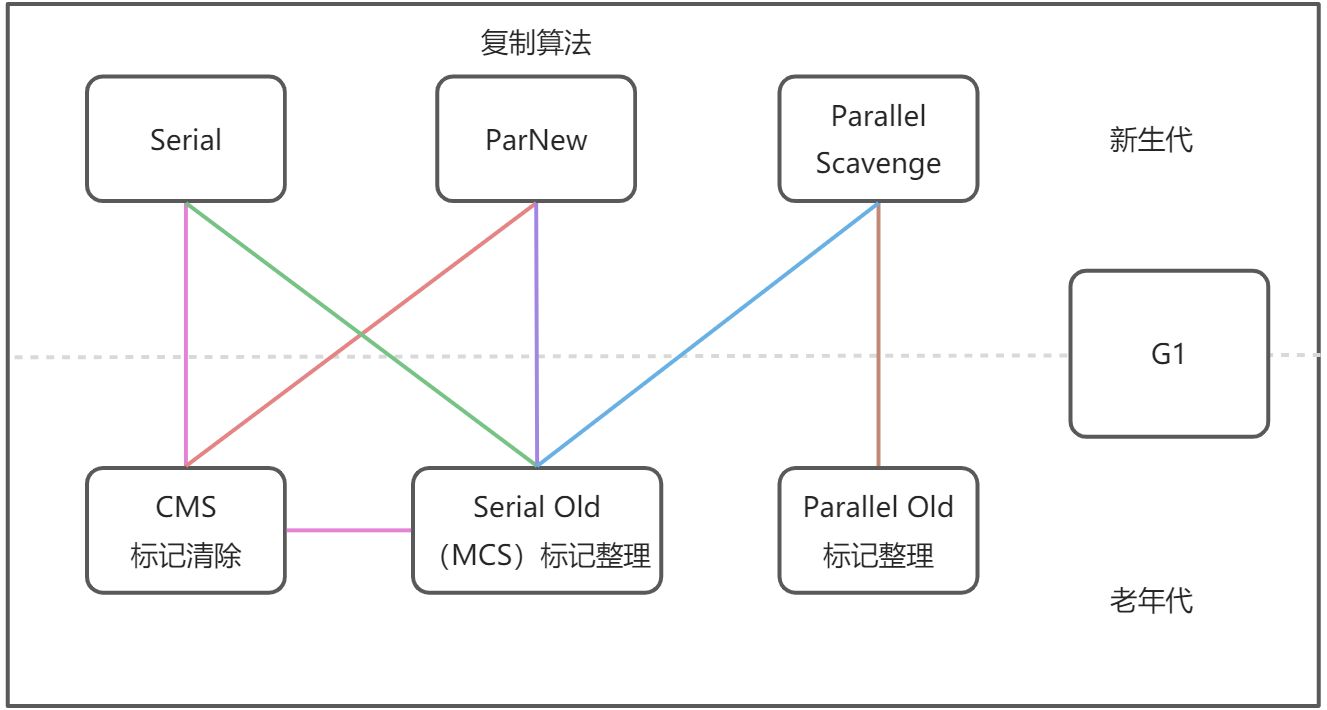 复制算法
Serial
ParNew
Parallel
Scavenge
新生代
G1
CMS
标记清除
Serial Old
（MCS）标记整理
Parallel Old
标记整理
老年代